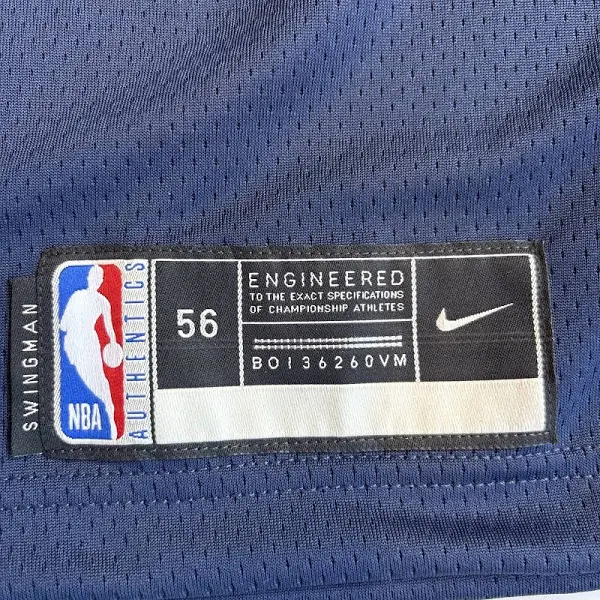 SWINGMAN
NBA
AUTHENTICS
56
ENGINEERED
TO THE EXACT SPECIFICATIONS
OF CHAMPIONSHIP ATHLETES
BO136260VM